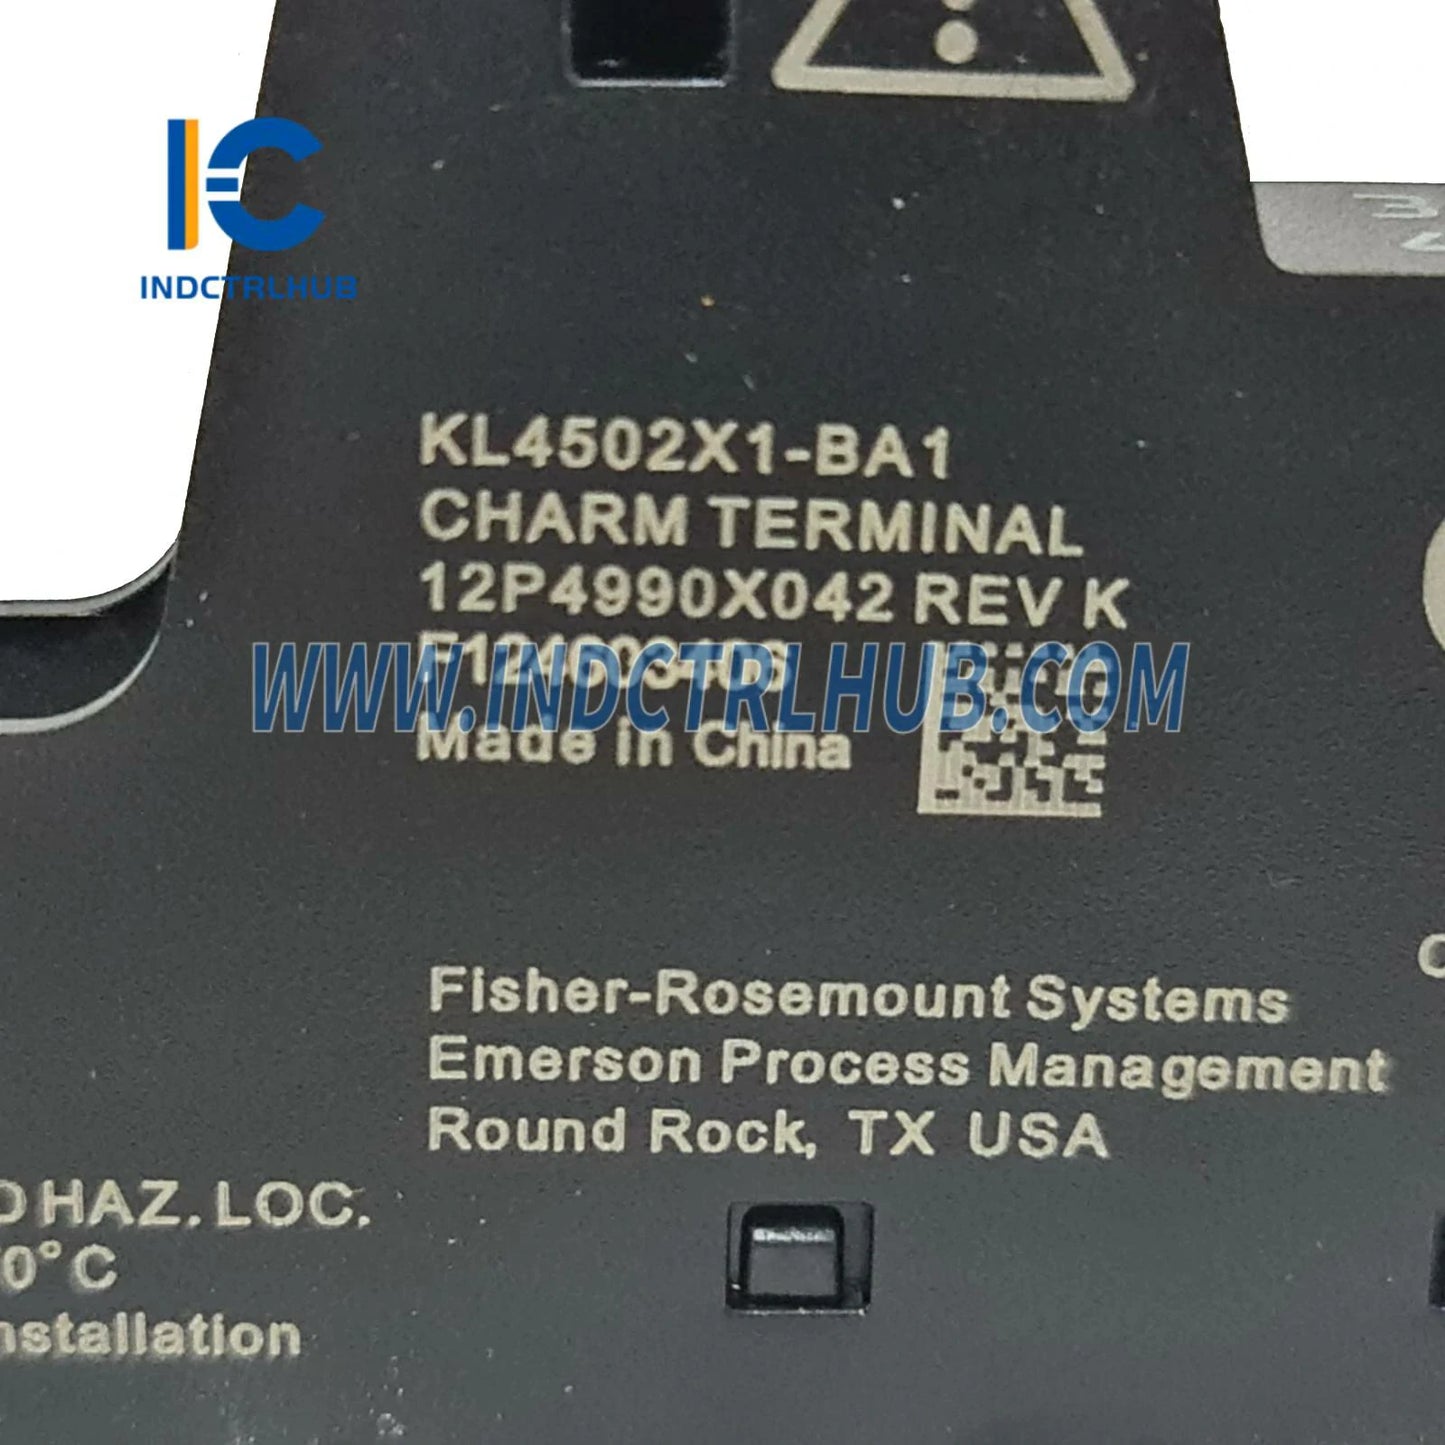 INDCTRLHUB
KL4502X1-BA1
CHARM TERMINAL
12P4990X042 REV K
WWW.INDCTRLHUB.COM
Made in China
Fisher-Rosemount Systems
Emerson Process Management
Round Rock, TX USA
HAZ. LOC.
0°C
nstallation